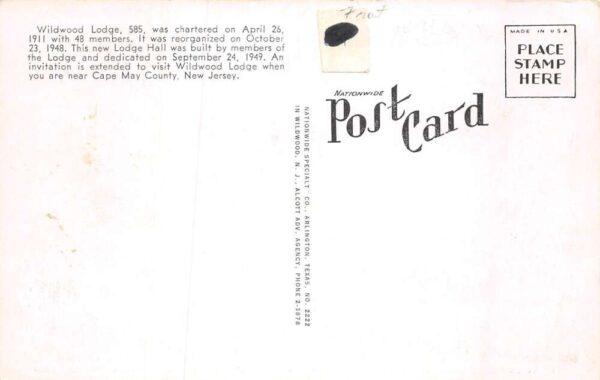 Wildwood Lodge, 585, was chartered on April 26,
1911 with 48 members. It was reorganized on October
23, 1948. This new Lodge Hall was built by members of
the Lodge and dedicated on September 24, 1949. An
invitation is extended to visit Wildwood Lodge when
you are near Cape May County, New Jersey.
NATIONWIDE
Post Card
MADE IN USA
PLACE
STAMP
HERE
NATIONWIDE SPECIALTY CO., ARLINGTON, TEXAS, NO. 2222
IN WILDWOOD, N. J., ALCOTT ADV. AGENCY, PHONE 2-3878